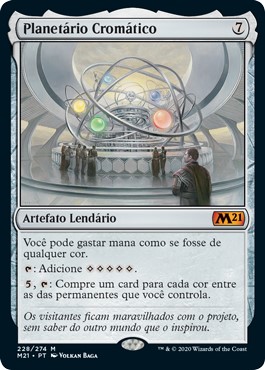 Planetário Cromático 7
Artefato Lendário M21
Você pode gastar mana como se fosse de
qualquer cor.
: Adicione .
5, : Compre um card para cada cor entre
as das permanentes que você controla.
Os visitantes ficam maravilhados com o projeto,
sem saber do outro mundo que o inspirou.
228/274 M
M21 • PT VOLKAN BAGA
™ & © 2020 Wizards of the Coast